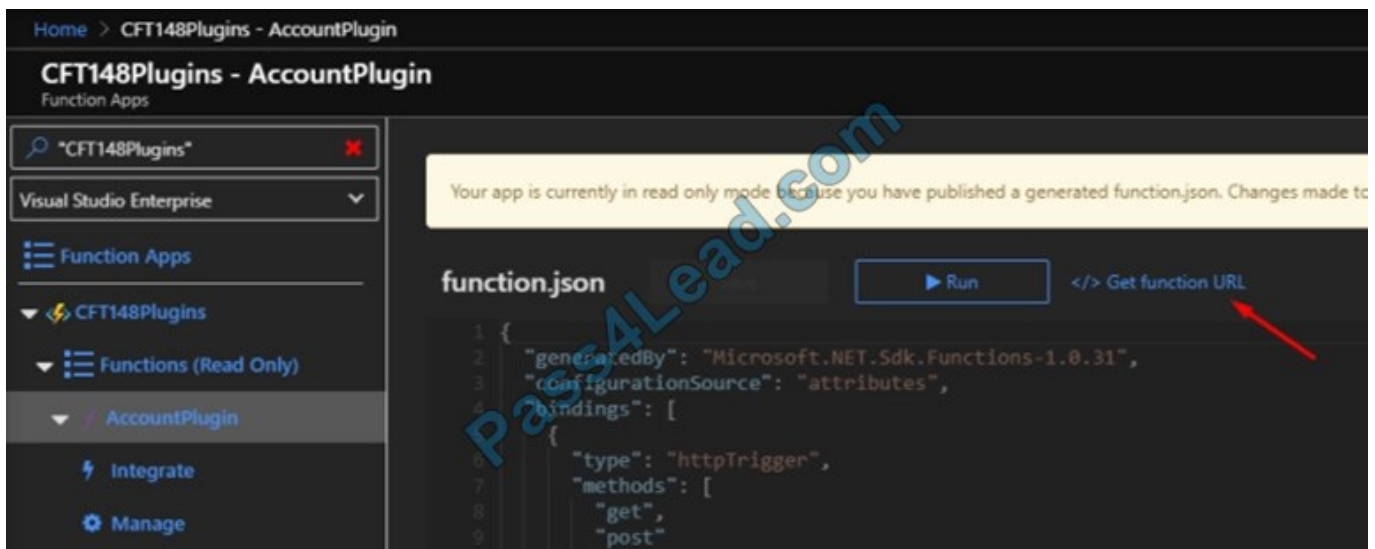 Home > CFT148Plugins - AccountPlugin
CFT148Plugins - AccountPlugin
Function Apps
"CFT148Plugins"
Visual Studio Enterprise
Function Apps
CFT148Plugins
Functions (Read Only)
AccountPlugin
Integrate
Manage
Your app is currently in read only mode because you have published a generated function.json. Changes made to
function.json
Run
</> Get function URL
1 {
2 "generatedBy": "Microsoft.NET.Sdk.Functions-1.0.31",
3 "configurationSource": "attributes",
4 "bindings": [
{
6 "type": "httpTrigger",
7 "methods": [
8 "get",
9 "post"
Pass4Lead.com